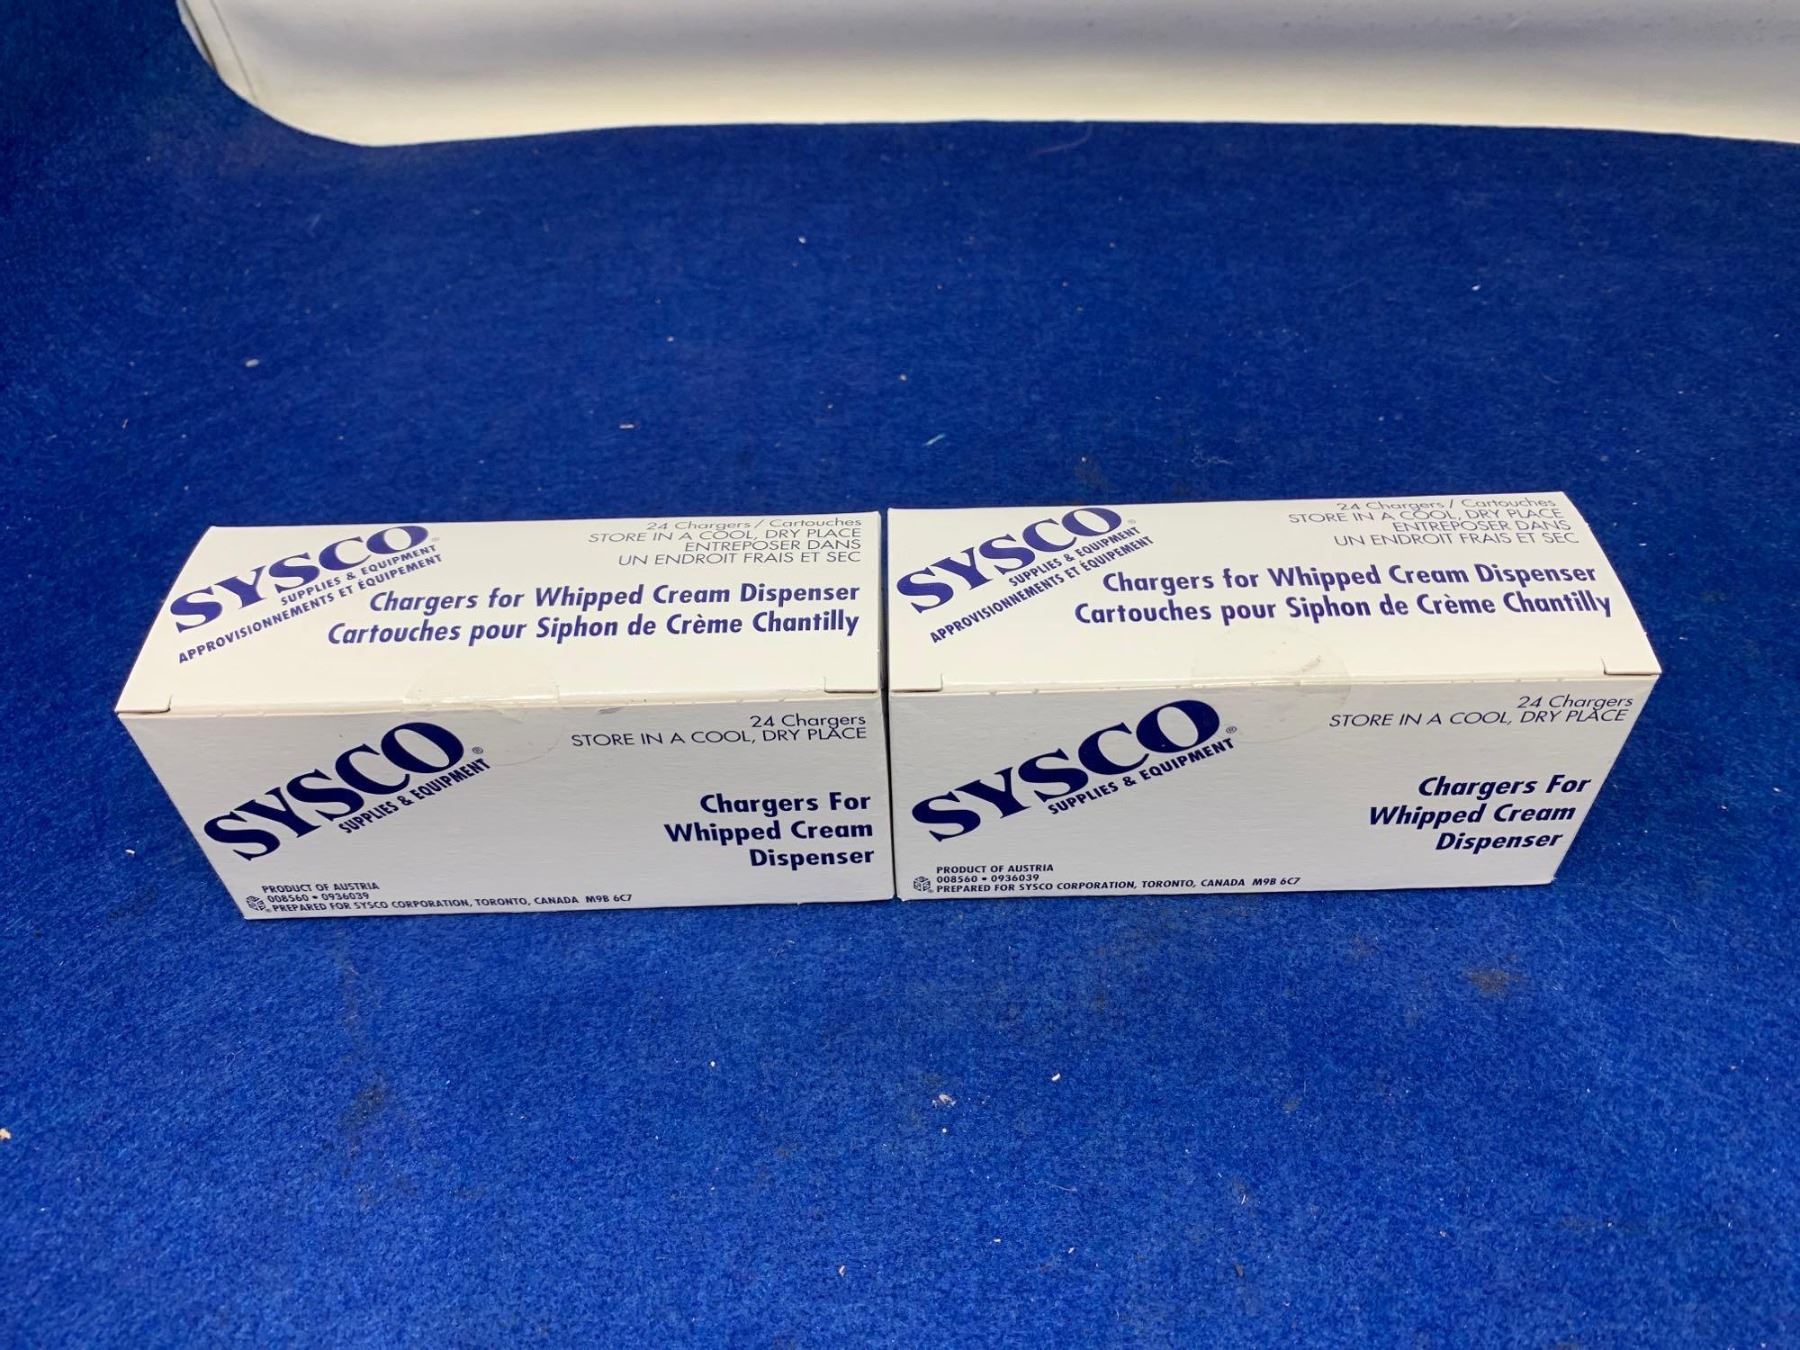 SYSCO®
SUPPLIES & EQUIPMENT
APPROVISIONNEMENTS ET ÉQUIPEMENT
24 Chargers / Cartouches
STORE IN A COOL, DRY PLACE
ENTREPOSER DANS
UN ENDROIT FRAIS ET SEC
Chargers for Whipped Cream Dispenser
Cartouches pour Siphon de Crème Chantilly
SYSCO®
SUPPLIES & EQUIPMENT
24 Chargers
STORE IN A COOL, DRY PLACE
Chargers For
Whipped Cream
Dispenser
PRODUCT OF AUSTRIA
008560 • 0936039
PREPARED FOR SYSCO CORPORATION, TORONTO, CANADA M9B 6C7
SYSCO®
SUPPLIES & EQUIPMENT
APPROVISIONNEMENTS ET ÉQUIPEMENT
24 Chargers / Cartouches
STORE IN A COOL, DRY PLACE
ENTREPOSER DANS
UN ENDROIT FRAIS ET SEC
Chargers for Whipped Cream Dispenser
Cartouches pour Siphon de Crème Chantilly
SYSCO®
SUPPLIES & EQUIPMENT
24 Chargers
STORE IN A COOL, DRY PLACE
Chargers For
Whipped Cream
Dispenser
PRODUCT OF AUSTRIA
008560 • 0936039
PREPARED FOR SYSCO CORPORATION, TORONTO, CANADA M9B 6C7